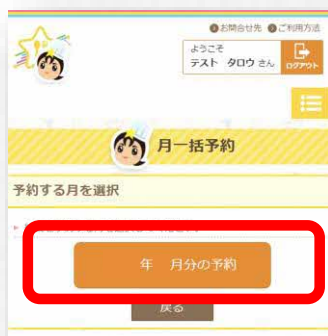 お問合せ先 ご利用方法
ようこそ
テスト タロウ さん
ログアウト
月一括予約
予約する月を選択
年 月分の予約
戻る